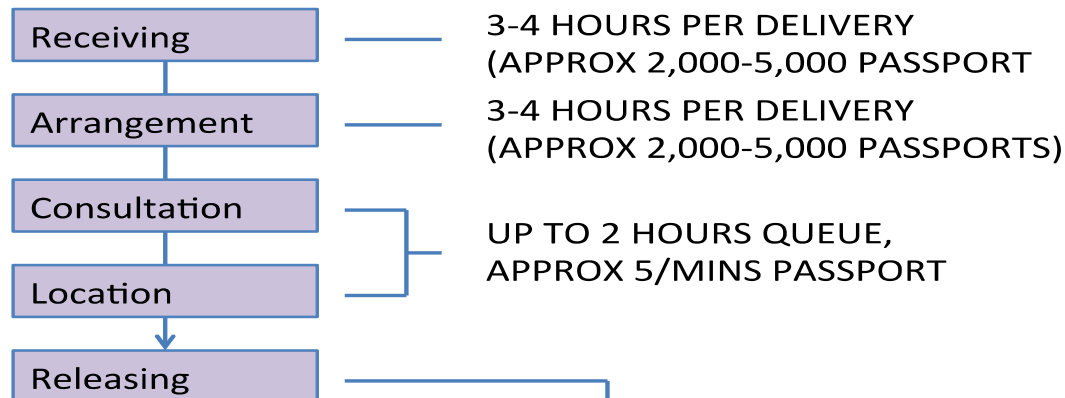 Receiving
3-4 HOURS PER DELIVERY
(APPROX 2,000-5,000 PASSPORT
Arrangement
3-4 HOURS PER DELIVERY
(APPROX 2,000-5,000 PASSPORTS)
Consultation
Location
UP TO 2 HOURS QUEUE,
APPROX 5/MINS PASSPORT
Releasing